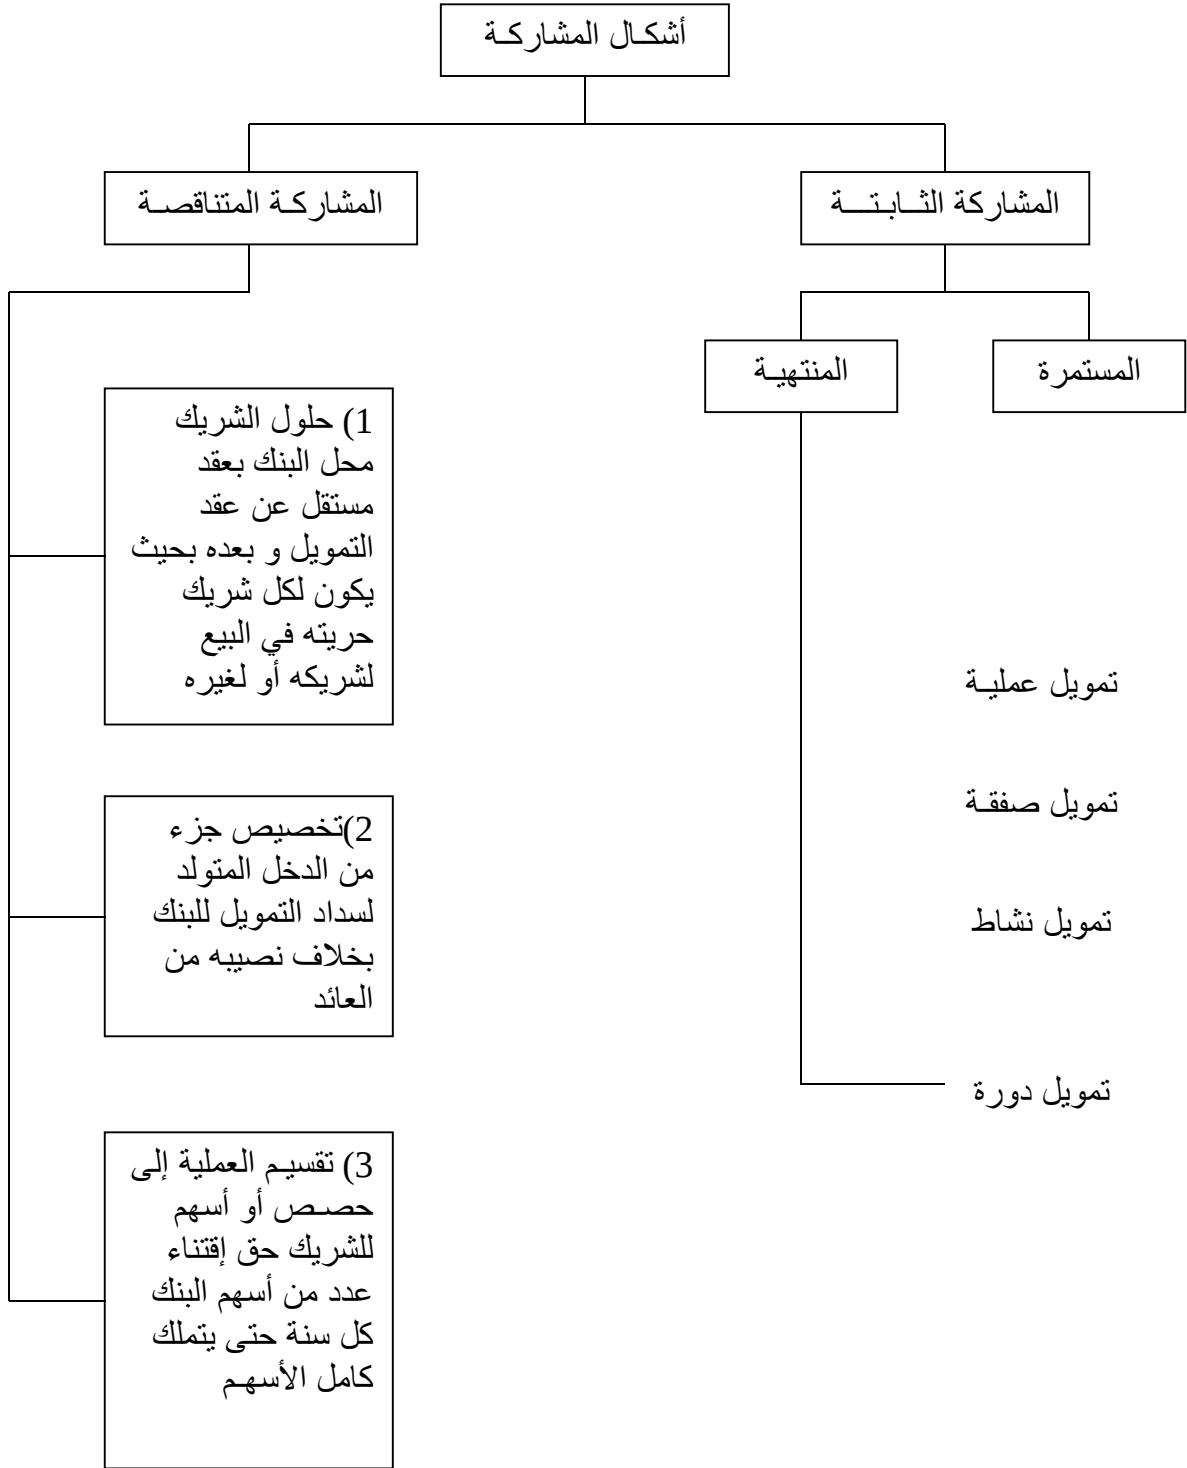 أشكـال المشاركـة
المشاركة الثــابـتـــة
المشاركـة المتناقصـة
المستمرة
المنتهيـة
تمويل عمليـة
تمويل صفقـة
تمويل نشاط
تمويل دورة
1) حلول الشريك
محل البنك بعقد
مستقل عن عقد
التمويل و بعده بحيث
يكون لكل شريك
حريته في البيع
لشريكه أو لغيره
2)تخصيص جزء
من الدخل المتولد
لسداد التمويل للبنك
بخلاف نصيبه من
العائد
3) تقسيـم العملية إلى
حصـص أو أسهم
للشريك حق إقتناء
عدد من أسهم البنك
كل سنة حتى يتملك
كامل الأسهـم